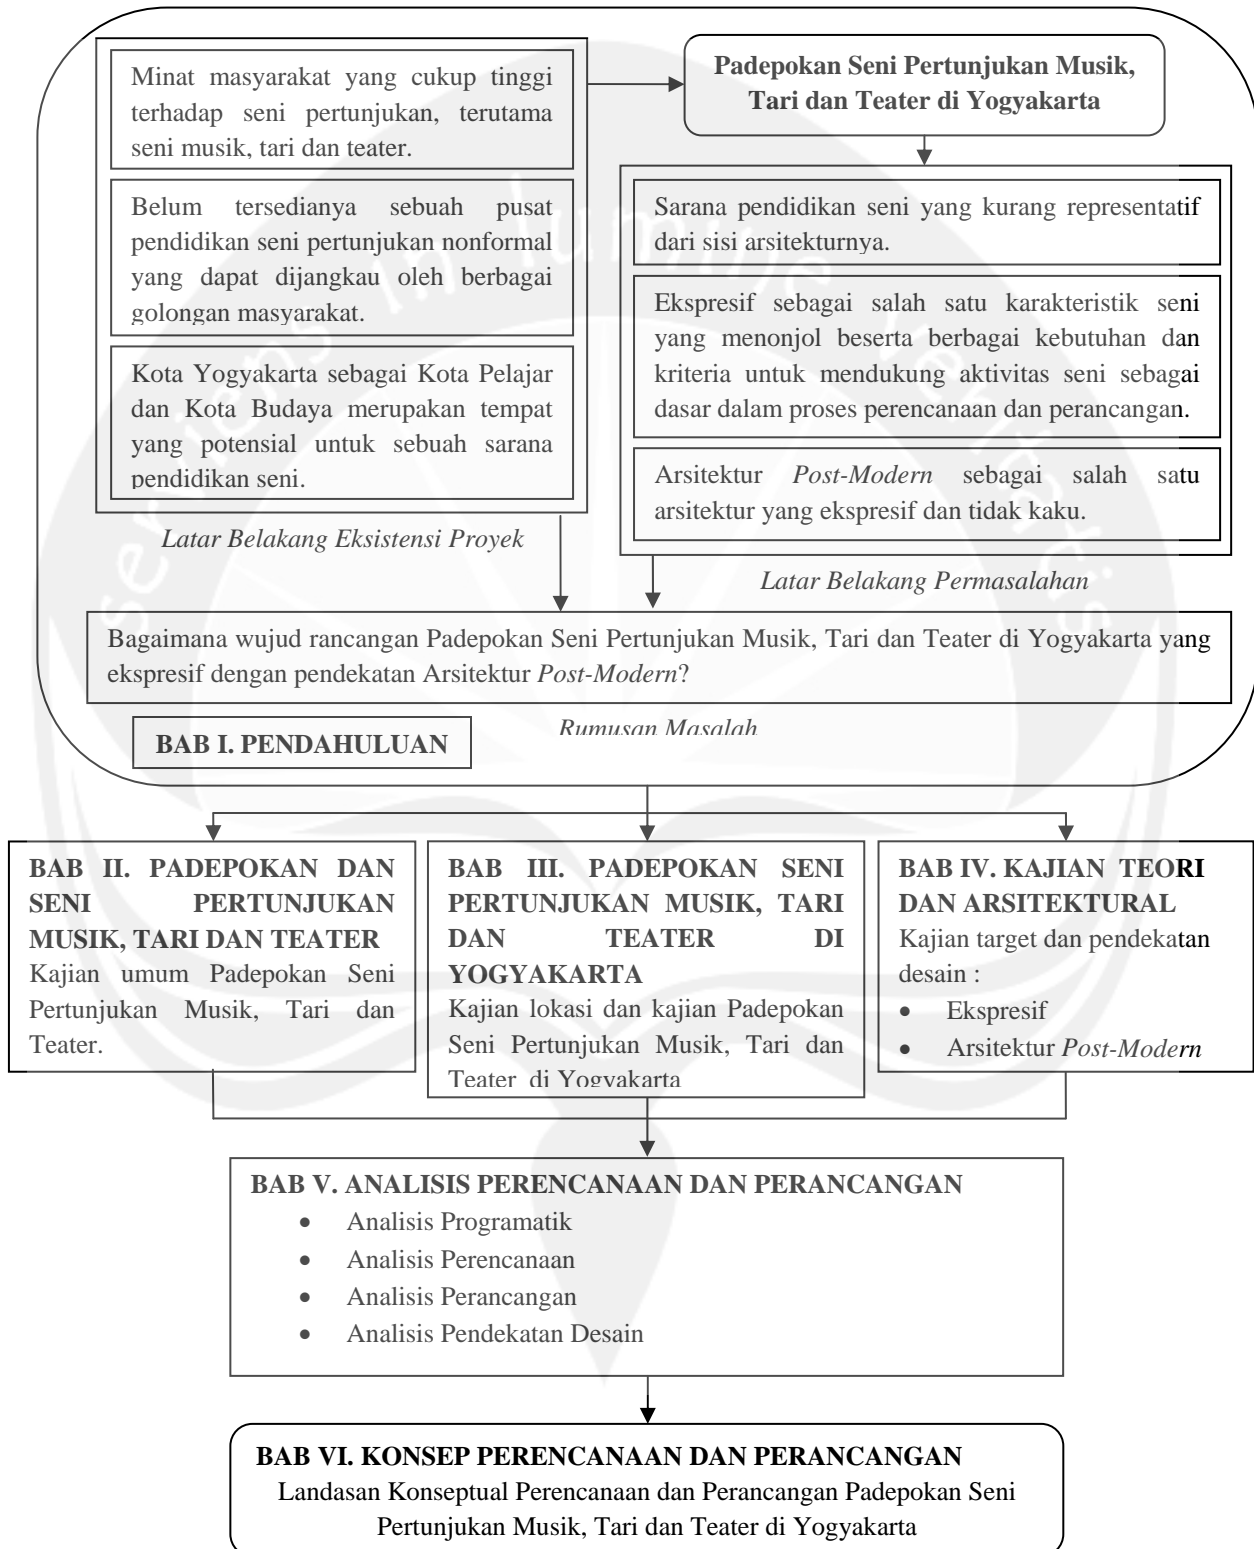 Minat masyarakat yang cukup tinggi
terhadap seni pertunjukan, terutama
seni musik, tari dan teater.
Belum tersedianya sebuah pusat
pendidikan seni pertunjukan nonformal
yang dapat dijangkau oleh berbagai
golongan masyarakat.
Kota Yogyakarta sebagai Kota Pelajar
dan Kota Budaya merupakan tempat
yang potensial untuk sebuah sarana
pendidikan seni.
Latar Belakang Eksistensi Proyek
Padepokan Seni Pertunjukan Musik,
Tari dan Teater di Yogyakarta
Sarana pendidikan seni yang kurang representatif
dari sisi arsitekturnya.
Ekspresif sebagai salah satu karakteristik seni
yang menonjol beserta berbagai kebutuhan dan
kriteria untuk mendukung aktivitas seni sebagai
dasar dalam proses perencanaan dan perancangan.
Arsitektur Post-Modern sebagai salah satu
arsitektur yang ekspresif dan tidak kaku.
Latar Belakang Permasalahan
Bagaimana wujud rancangan Padepokan Seni Pertunjukan Musik, Tari dan Teater di Yogyakarta yang
ekspresif dengan pendekatan Arsitektur Post-Modern?
Rumusan Masalah
BAB I. PENDAHULUAN
BAB II. PADEPOKAN DAN
SENI PERTUNJUKAN
MUSIK, TARI DAN TEATER
Kajian umum Padepokan Seni
Pertunjukan Musik, Tari dan
Teater.
BAB III. PADEPOKAN SENI
PERTUNJUKAN MUSIK, TARI
DAN TEATER DI
YOGYAKARTA
Kajian lokasi dan kajian Padepokan
Seni Pertunjukan Musik, Tari dan
Teater di Yogyakarta
BAB IV. KAJIAN TEORI
DAN ARSITEKTURAL
Kajian target dan pendekatan
desain :
• Ekspresif
• Arsitektur Post-Modern
BAB V. ANALISIS PERENCANAAN DAN PERANCANGAN
• Analisis Programatik
• Analisis Perencanaan
• Analisis Perancangan
• Analisis Pendekatan Desain
BAB VI. KONSEP PERENCANAAN DAN PERANCANGAN
Landasan Konseptual Perencanaan dan Perancangan Padepokan Seni
Pertunjukan Musik, Tari dan Teater di Yogyakarta
serviens in lumine veritatis